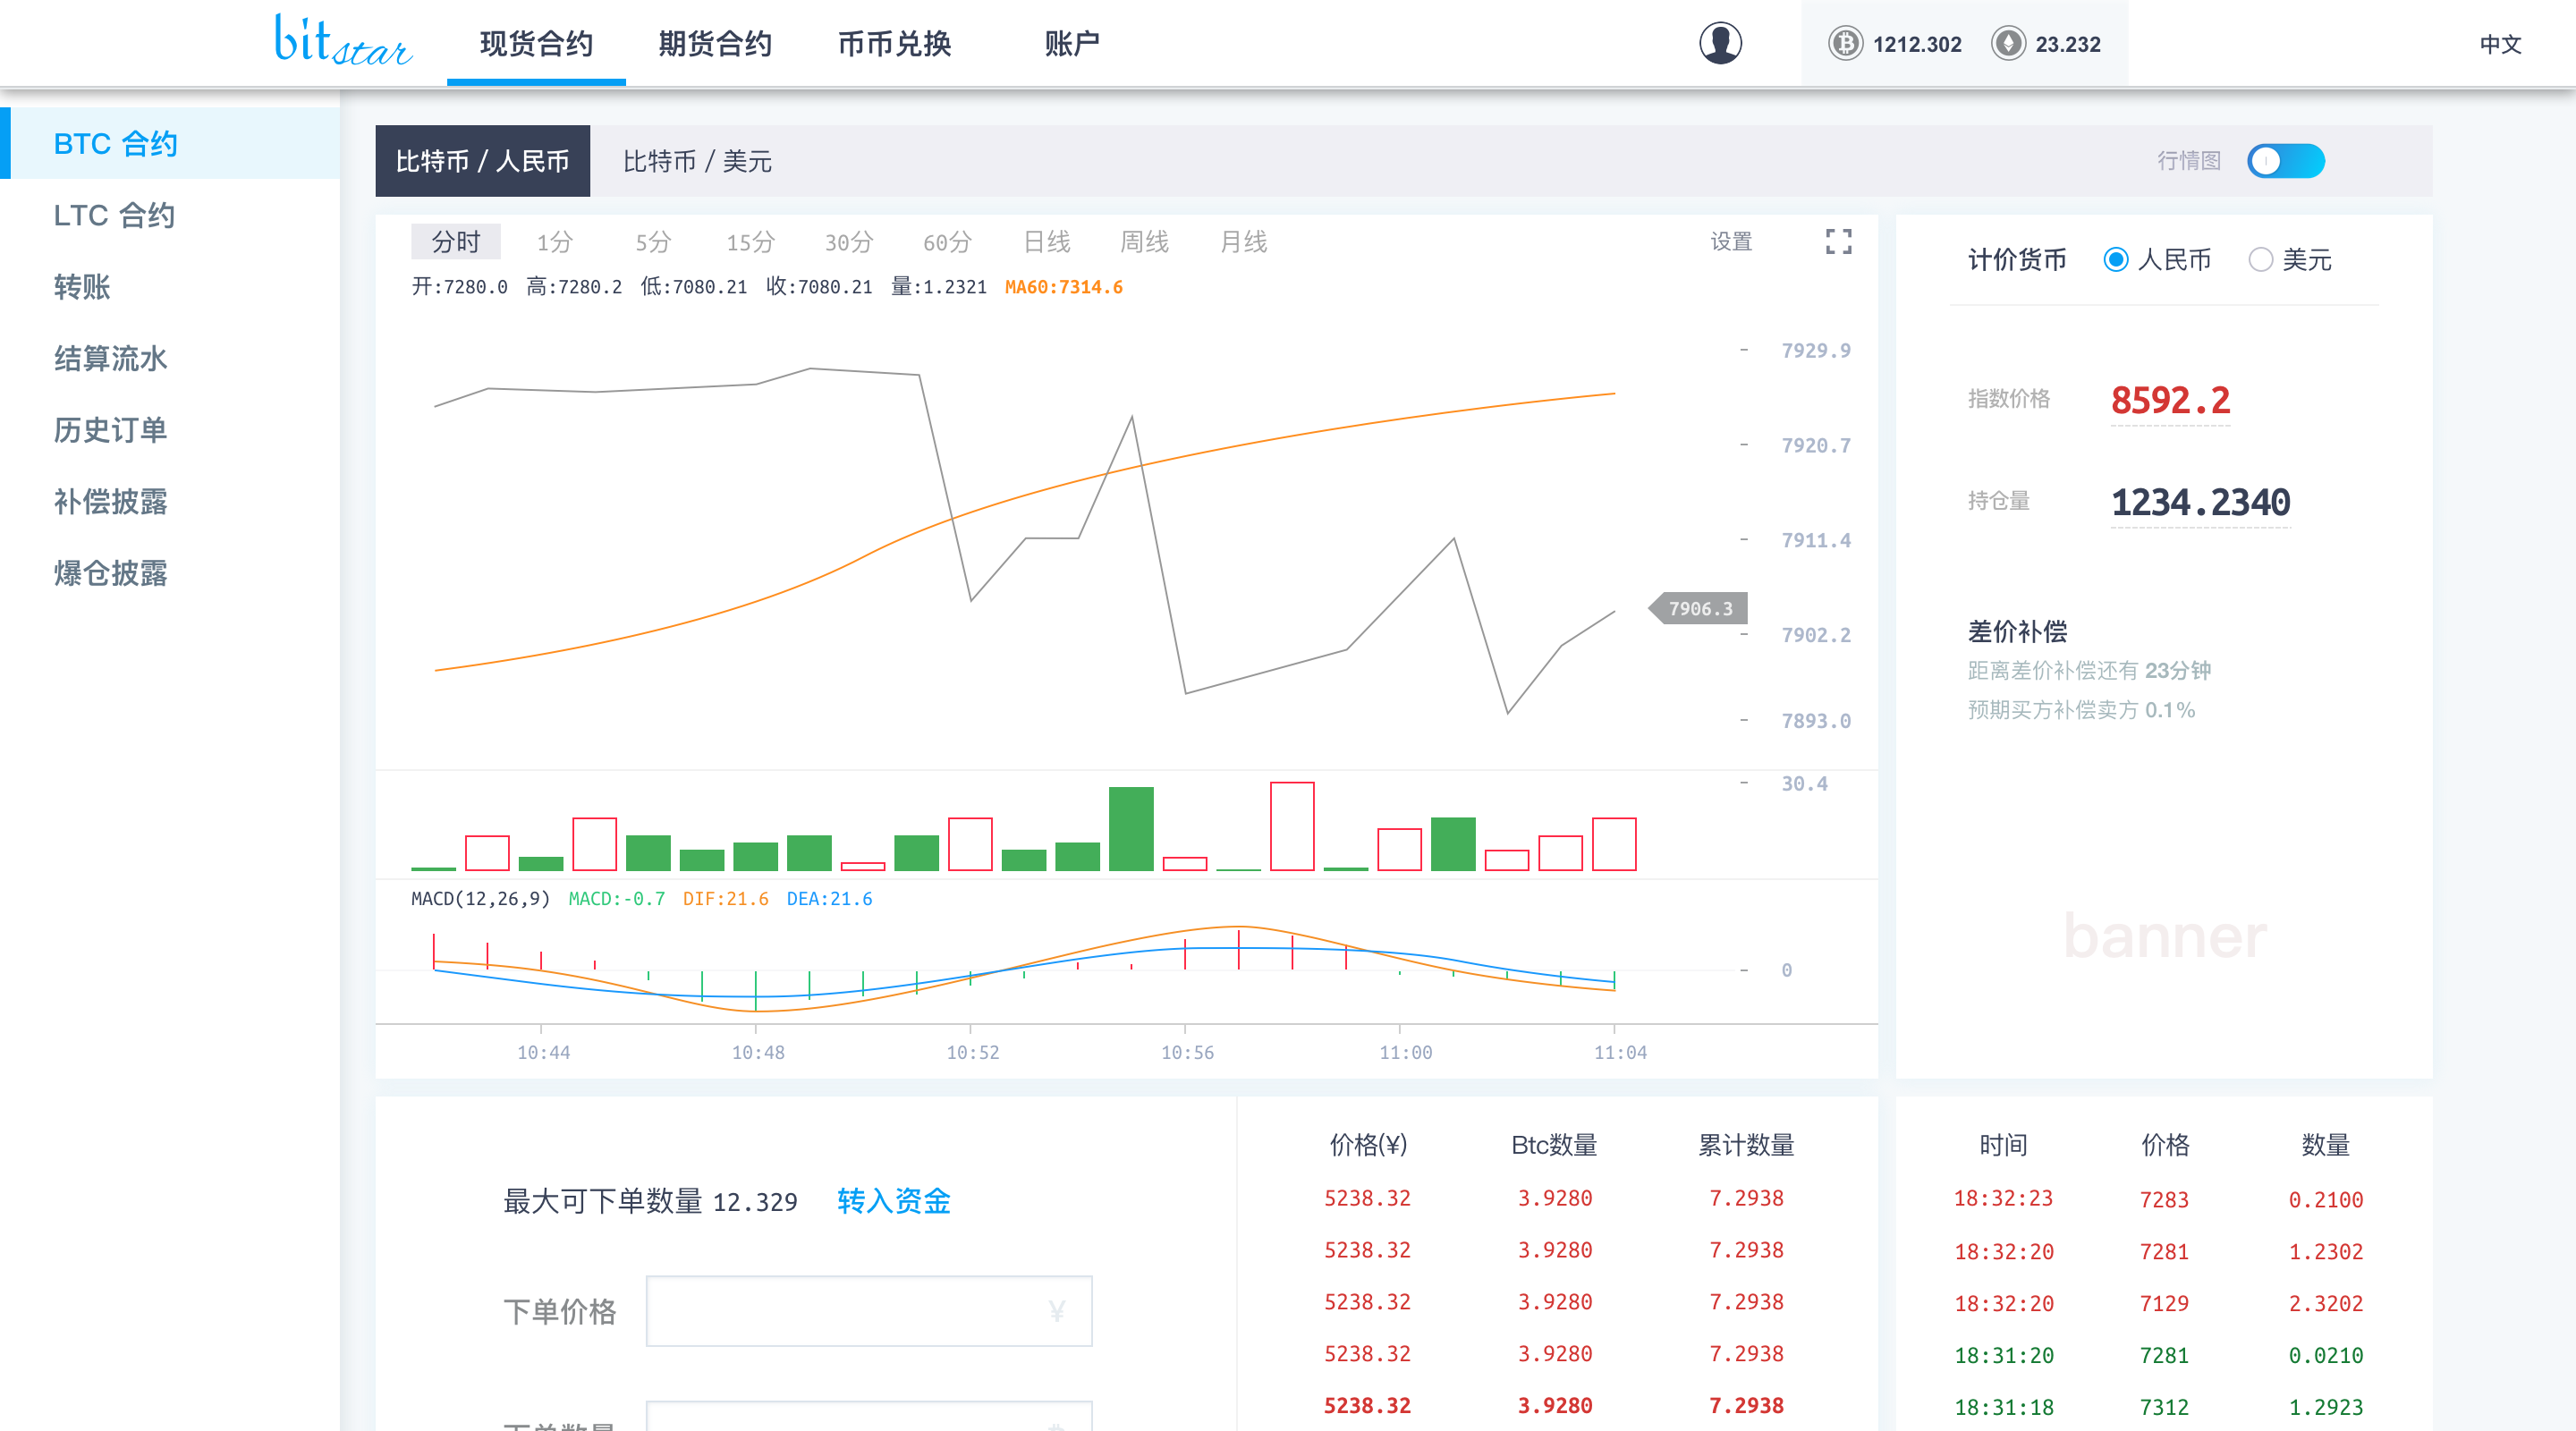 bitstar 现货合约 期货合约 币币兑换 账户 1212.302 23.232 中文
BTC 合约
LTC 合约
转账
结算流水
历史订单
补偿披露
爆仓披露
比特币 / 人民币 比特币 / 美元 行情图
分时 1分 5分 15分 30分 60分 日线 周线 月线 设置
开:7280.0 高:7280.2 低:7080.21 收:7080.21 量:1.2321 MA60:7314.6
7929.9
7920.7
7911.4
7906.3
7902.2
7893.0
30.4
MACD(12,26,9) MACD:-0.7 DIF:21.6 DEA:21.6
0
10:44 10:48 10:52 10:56 11:00 11:04
计价货币 人民币 美元
指数价格 8592.2
持仓量 1234.2340
差价补偿
距离差价补偿还有 23分钟
预期买方补偿卖方 0.1%
banner
最大可下单数量 12.329 转入资金
下单价格 ¥
下单数量
价格(¥) Btc数量 累计数量
5238.32 3.9280 7.2938
5238.32 3.9280 7.2938
5238.32 3.9280 7.2938
5238.32 3.9280 7.2938
5238.32 3.9280 7.2938
时间 价格 数量
18:32:23 7283 0.2100
18:32:20 7281 1.2302
18:32:20 7129 2.3202
18:31:20 7281 0.0210
18:31:18 7312 1.2923